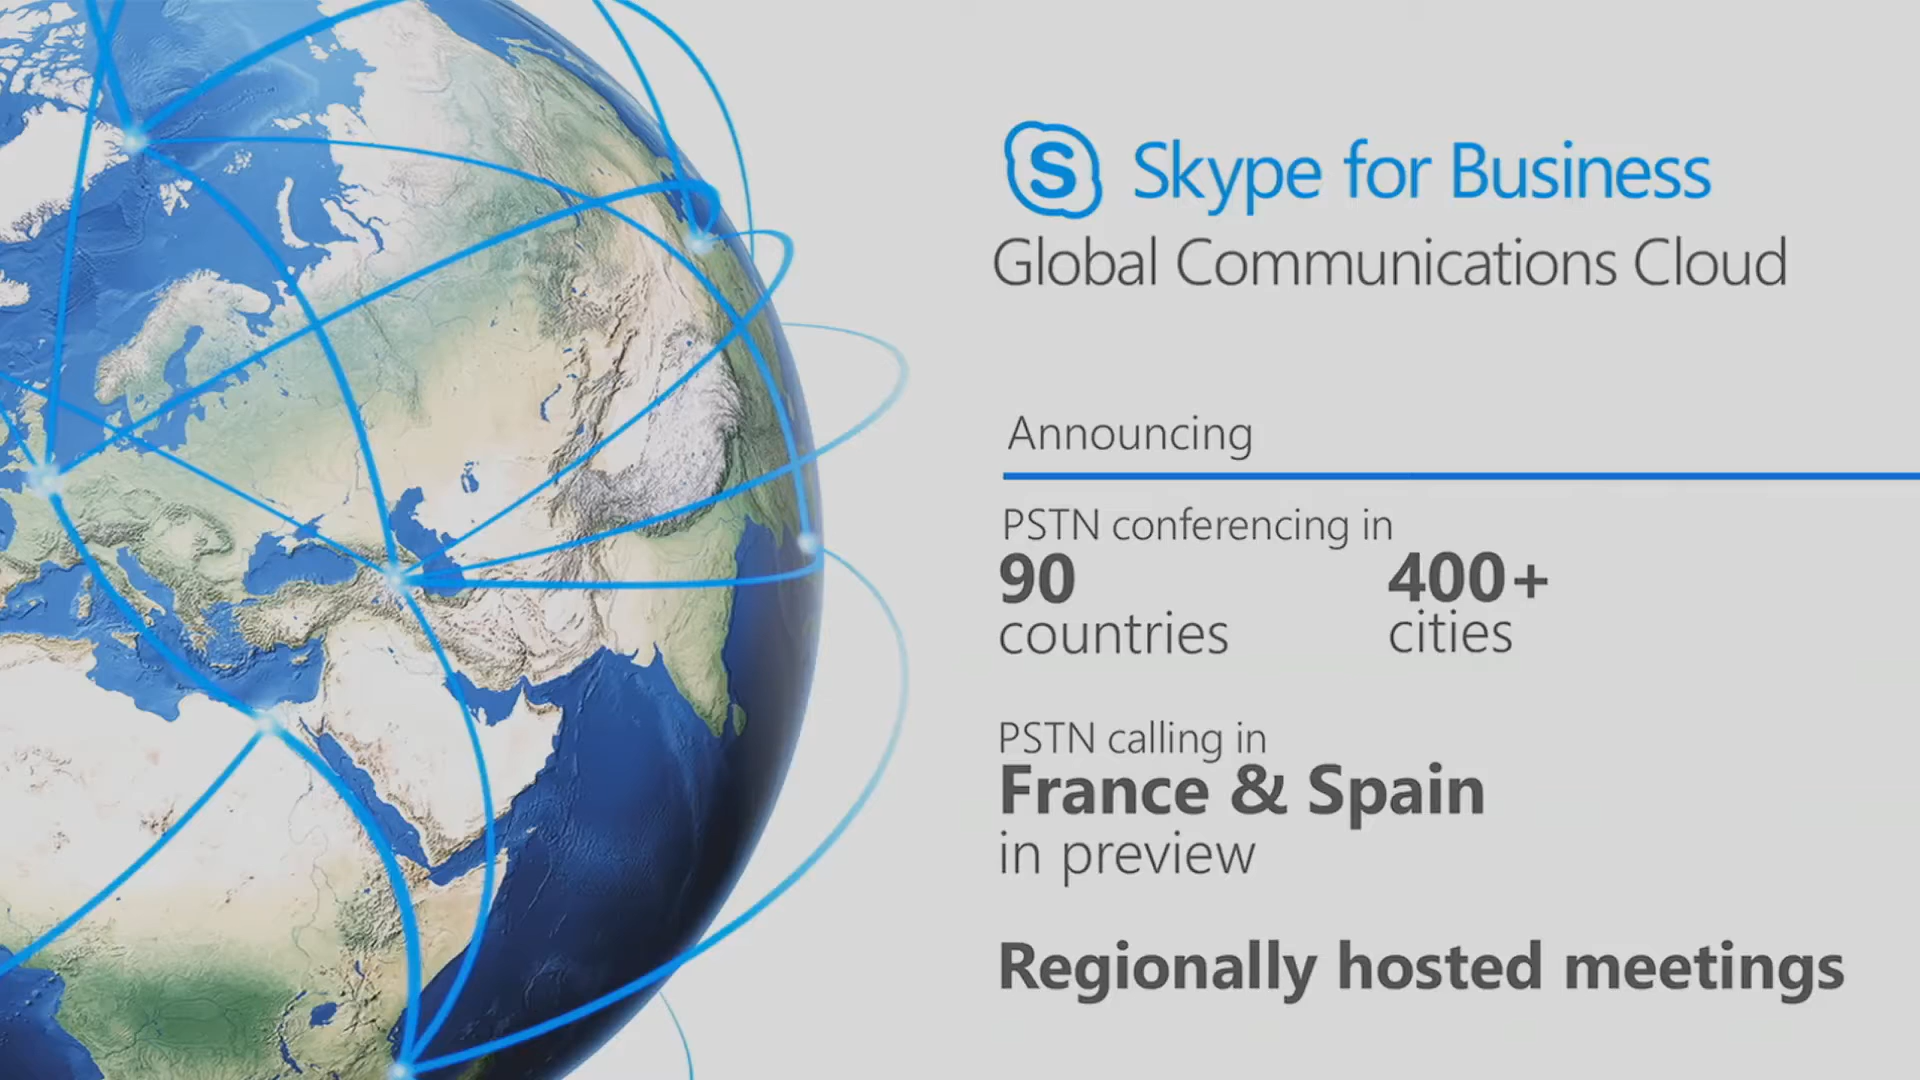 Skype for Business
Global Communications Cloud
Announcing
PSTN conferencing in
90
countries
400+
cities
PSTN calling in
France & Spain
in preview
Regionally hosted meetings